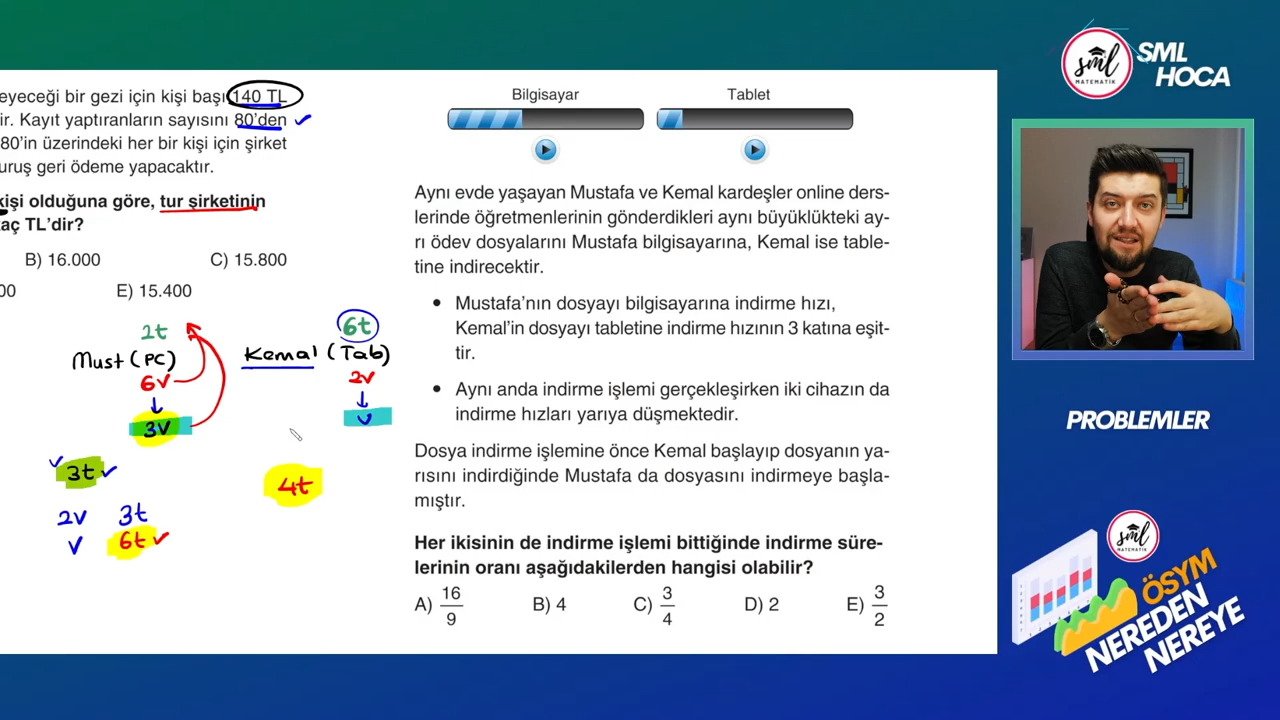 eyeceği bir gezi için kişi başı 140 TL
ir. Kayıt yaptıranların sayısını 80'den
80'in üzerindeki her bir kişi için şirket
uruş geri ödeme yapacaktır.
kişi olduğuna göre, tur şirketinin
kaç TL'dir?
B) 16.000
C) 15.800
00
E) 15.400
2t
Must (PC)
6v
3v
3t
2v 3t
v 6t
6t
Kemal (Tab)
2v
v
4t
Bilgisayar
Tablet
Aynı evde yaşayan Mustafa ve Kemal kardeşler online ders-
lerinde öğretmenlerinin gönderdikleri aynı büyüklükteki ay-
rı ödev dosyalarını Mustafa bilgisayarına, Kemal ise table-
tine indirecektir.
• Mustafa'nın dosyayı bilgisayarına indirme hızı,
Kemal'in dosyayı tabletine indirme hızının 3 katına eşit-
tir.
• Aynı anda indirme işlemi gerçekleşirken iki cihazın da
indirme hızları yarıya düşmektedir.
Dosya indirme işlemine önce Kemal başlayıp dosyanın ya-
rısını indirdiğinde Mustafa da dosyasını indirmeye başla-
mıştır.
Her ikisinin de indirme işlemi bittiğinde indirme süre-
lerinin oranı aşağıdakilerden hangisi olabilir?
A) 16/9
B) 4
C) 3/4
D) 2
E) 3/2
sml
MATEMATİK
SML
HOCA
PROBLEMLER
sml
MATEMATİK
ÖSYM
NEREDEN
NEREYE